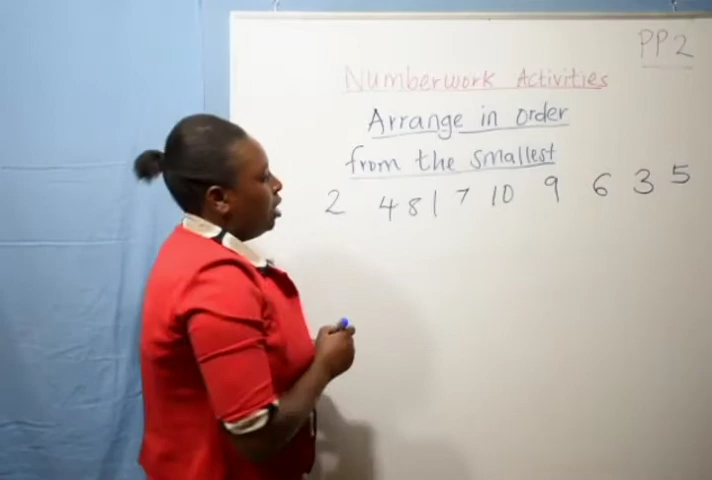 PP2
Numberwork Activities
Arrange in order
from the smallest
2 4 8 1 7 10 9 6 3 5